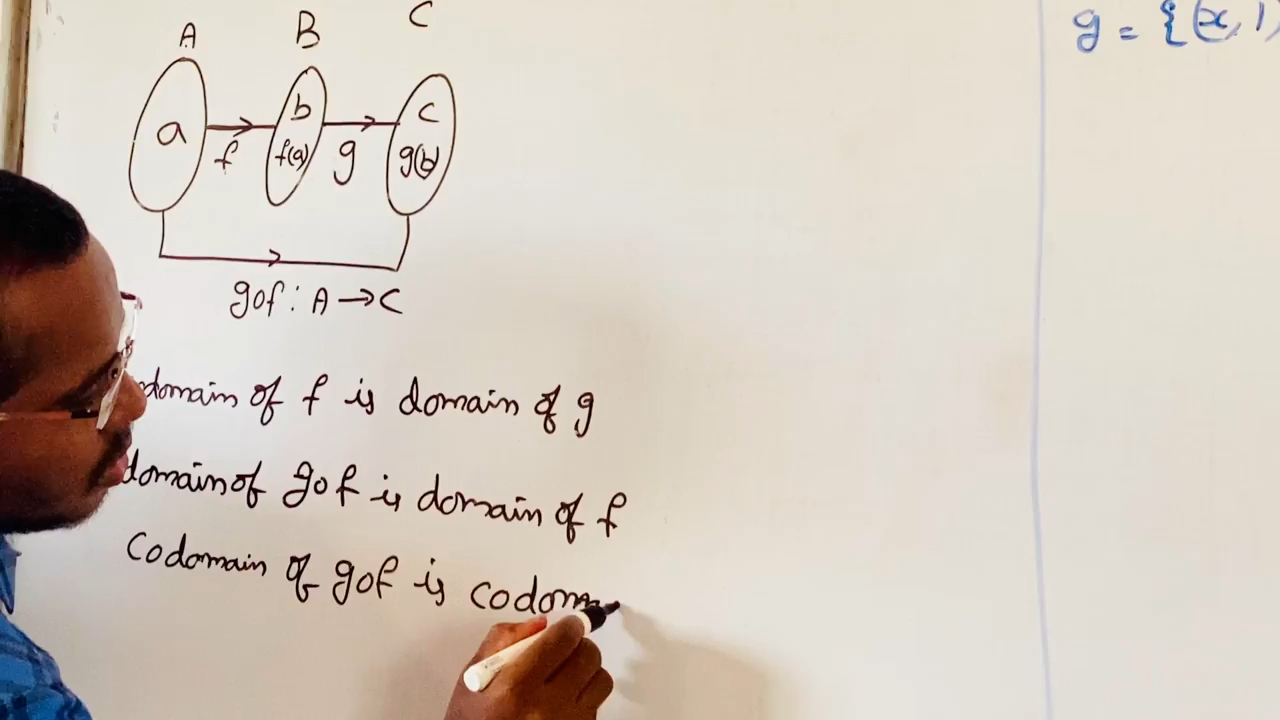 A B C
a b c
f(a) g(b)
f g
gof : A → C
domain of f is domain of g
domain of gof is domain of f
Codomain of gof is codom
g = {(x, 1)